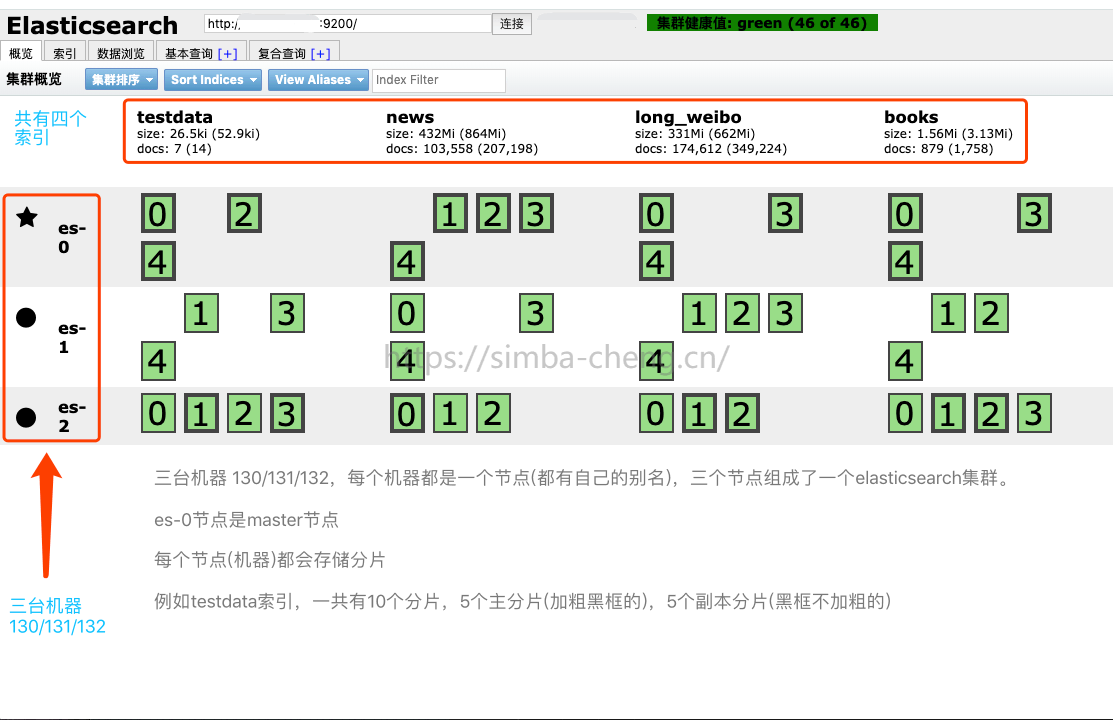 Elasticsearch
http:/
:9200/
连接
集群健康值: green (46 of 46)
概览 索引 数据浏览 基本查询 [+] 复合查询 [+]
集群概览 集群排序 Sort Indices View Aliases Index Filter
共有四个
索引
testdata
size: 26.5ki (52.9ki)
docs: 7 (14)
news
size: 432Mi (864Mi)
docs: 103,558 (207,198)
long_weibo
size: 331Mi (662Mi)
docs: 174,612 (349,224)
books
size: 1.56Mi (3.13Mi)
docs: 879 (1,758)
es-
0
0 2 1 2 3 0 3 0 3
4 4 4 4
es-
1
1 3 0 3 1 2 3 1 2
4 4 4 4
https://simba-cheng.cn/
es-
2
0 1 2 3 0 1 2 0 1 2 0 1 2 3
三台机器 130/131/132，每个机器都是一个节点(都有自己的别名)，三个节点组成了一个elasticsearch集群。
es-0节点是master节点
每个节点(机器)都会存储分片
例如testdata索引，一共有10个分片，5个主分片(加粗黑框的)，5个副本分片(黑框不加粗的)
三台机器
130/131/132